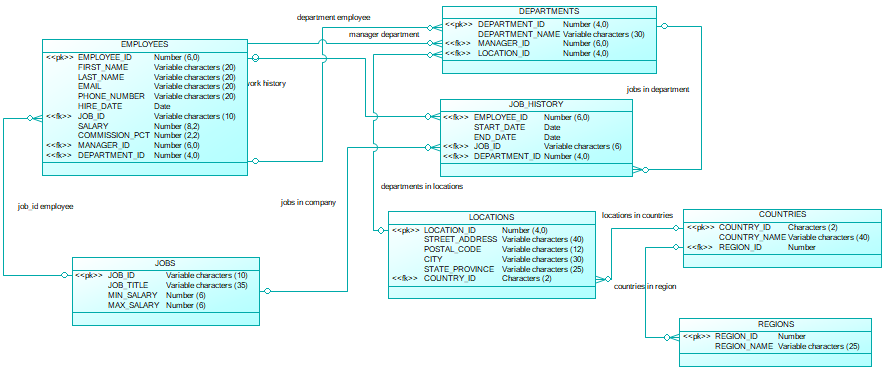 DEPARTMENTS
<<pk>> DEPARTMENT_ID Number (4,0)
DEPARTMENT_NAME Variable characters (30)
<<fk>> MANAGER_ID Number (6,0)
<<fk>> LOCATION_ID Number (4,0)
department employee
manager department
EMPLOYEES
<<pk>> EMPLOYEE_ID Number (6,0)
FIRST_NAME Variable characters (20)
LAST_NAME Variable characters (20)
EMAIL Variable characters (20)
PHONE_NUMBER Variable characters (20)
HIRE_DATE Date
<<fk>> JOB_ID Variable characters (10)
SALARY Number (8,2)
COMMISSION_PCT Number (2,2)
<<fk>> MANAGER_ID Number (6,0)
<<fk>> DEPARTMENT_ID Number (4,0)
work history
jobs in department
JOB_HISTORY
<<fk>> EMPLOYEE_ID Number (6,0)
START_DATE Date
END_DATE Date
<<fk>> JOB_ID Variable characters (6)
<<fk>> DEPARTMENT_ID Number (4,0)
departments in locations
job_id employee
jobs in company
LOCATIONS
<<pk>> LOCATION_ID Number (4,0)
STREET_ADDRESS Variable characters (40)
POSTAL_CODE Variable characters (12)
CITY Variable characters (30)
STATE_PROVINCE Variable characters (25)
<<fk>> COUNTRY_ID Characters (2)
locations in countries
COUNTRIES
<<pk>> COUNTRY_ID Characters (2)
COUNTRY_NAME Variable characters (40)
<<fk>> REGION_ID Number
countries in region
JOBS
<<pk>> JOB_ID Variable characters (10)
JOB_TITLE Variable characters (35)
MIN_SALARY Number (6)
MAX_SALARY Number (6)
REGIONS
<<pk>> REGION_ID Number
REGION_NAME Variable characters (25)